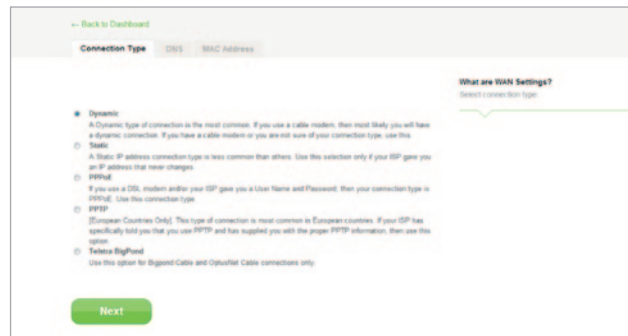 ← Back to Dashboard
Connection Type
DNS
MAC Address
What are WAN Settings?
Select connection type.
Dynamic
A Dynamic type of connection is the most common. If you use a cable modem, then most likely you will have
a dynamic connection. If you have a cable modem or you are not sure of your connection type, use this.
Static
A Static IP address connection type is less common than others. Use this selection only if your ISP gave you
an IP address that never changes.
PPPoE
If you use a DSL modem and/or your ISP gave you a User Name and Password, then your connection type is
PPPoE. Use this connection type.
PPTP
[European Countries Only]. This type of connection is most common in European countries. If your ISP has
specifically told you that you use PPTP and has supplied you with the proper PPTP information, then use this
option.
Telstra BigPond
Use this option for Bigpond Cable and OptusNet Cable connections only.
Next